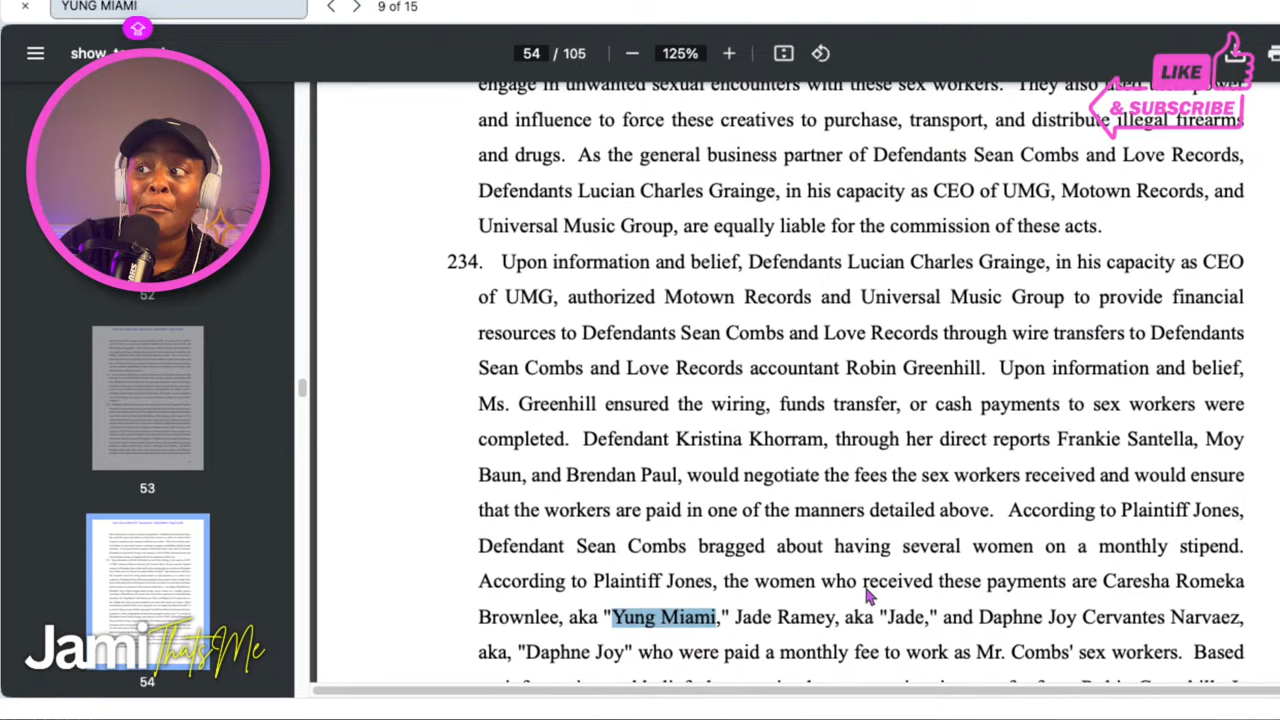 YUNG MIAMI
9 of 15
54 / 105
125%
LIKE
& SUBSCRIBE
engage in unwanted sexual encounters with these sex workers. They also
and influence to force these creatives to purchase, transport, and distribute illegal firearms
and drugs. As the general business partner of Defendants Sean Combs and Love Records,
Defendants Lucian Charles Grainge, in his capacity as CEO of UMG, Motown Records, and
Universal Music Group, are equally liable for the commission of these acts.
234. Upon information and belief, Defendants Lucian Charles Grainge, in his capacity as CEO
of UMG, authorized Motown Records and Universal Music Group to provide financial
resources to Defendants Sean Combs and Love Records through wire transfers to Defendants
Sean Combs and Love Records accountant Robin Greenhill. Upon information and belief,
Ms. Greenhill ensured the wiring, funds transfer, or cash payments to sex workers were
completed. Defendant Kristina Khorrani, through her direct reports Frankie Santella, Moy
Baun, and Brendan Paul, would negotiate the fees the sex workers received and would ensure
that the workers are paid in one of the manners detailed above. According to Plaintiff Jones,
Defendant Sean Combs bragged about having several women on a monthly stipend.
According to Plaintiff Jones, the women who received these payments are Caresha Romeka
Brownlee, aka "Yung Miami," Jade Ramey, aka "Jade," and Daphne Joy Cervantes Narvaez,
aka, "Daphne Joy" who were paid a monthly fee to work as Mr. Combs' sex workers. Based
52
53
54
Jami ThatsMe